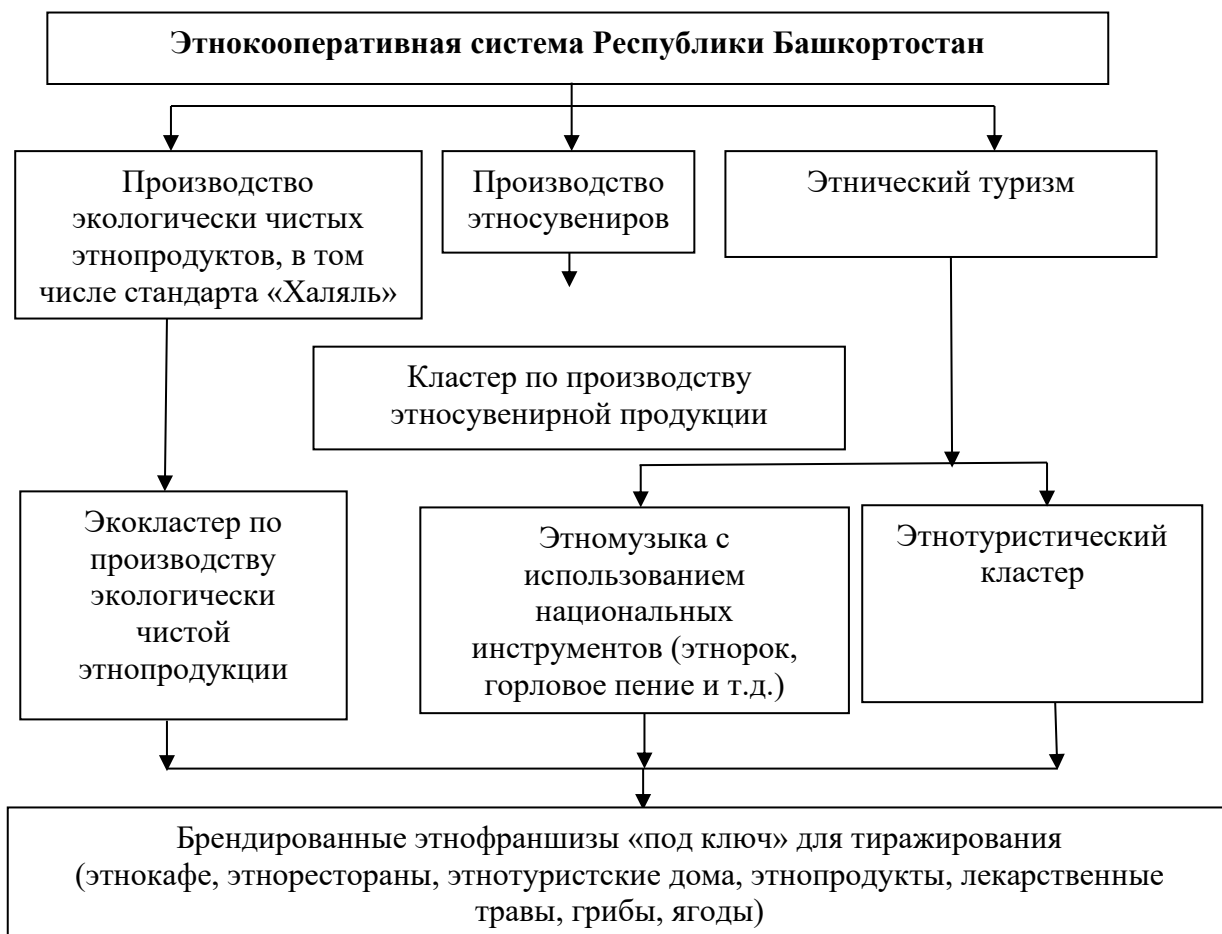 Этнокооперативная система Республики Башкортостан
Производство
экологически чистых
этнопродуктов, в том
числе стандарта «Халяль»
Производство
этносувениров
Этнический туризм
Кластер по производству
этносувенирной продукции
Экокластер по
производству
экологически
чистой
этнопродукции
Этномузыка с
использованием
национальных
инструментов (этнорок,
горловое пение и т.д.)
Этнотуристический
кластер
Брендированные этнофраншизы «под ключ» для тиражирования
(этнокафе, этнорестораны, этнотуристские дома, этнопродукты, лекарственные
травы, грибы, ягоды)